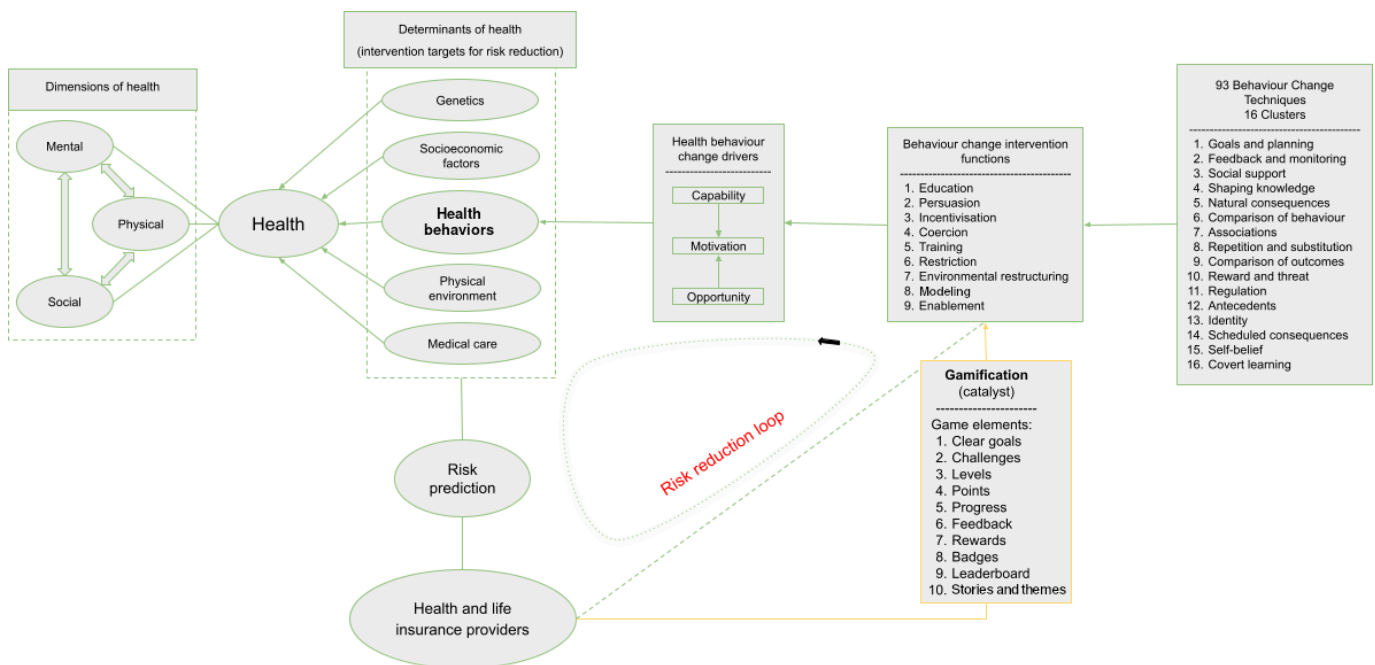 Dimensions of health
Mental
Physical
Social
Health
Determinants of health
(intervention targets for risk reduction)
Genetics
Socioeconomic
factors
Health
behaviors
Physical
environment
Medical care
Risk
prediction
Health and life
insurance providers
Health behaviour
change drivers
Capability
Motivation
Opportunity
Risk reduction loop
Behaviour change intervention
functions
1. Education
2. Persuasion
3. Incentivisation
4. Coercion
5. Training
6. Restriction
7. Environmental restructuring
8. Modeling
9. Enablement
Gamification
(catalyst)
Game elements:
1. Clear goals
2. Challenges
3. Levels
4. Points
5. Progress
6. Feedback
7. Rewards
8. Badges
9. Leaderboard
10. Stories and themes
93 Behaviour Change
Techniques
16 Clusters
1. Goals and planning
2. Feedback and monitoring
3. Social support
4. Shaping knowledge
5. Natural consequences
6. Comparison of behaviour
7. Associations
8. Repetition and substitution
9. Comparison of outcomes
10. Reward and threat
11. Regulation
12. Antecedents
13. Identity
14. Scheduled consequences
15. Self-belief
16. Covert learning